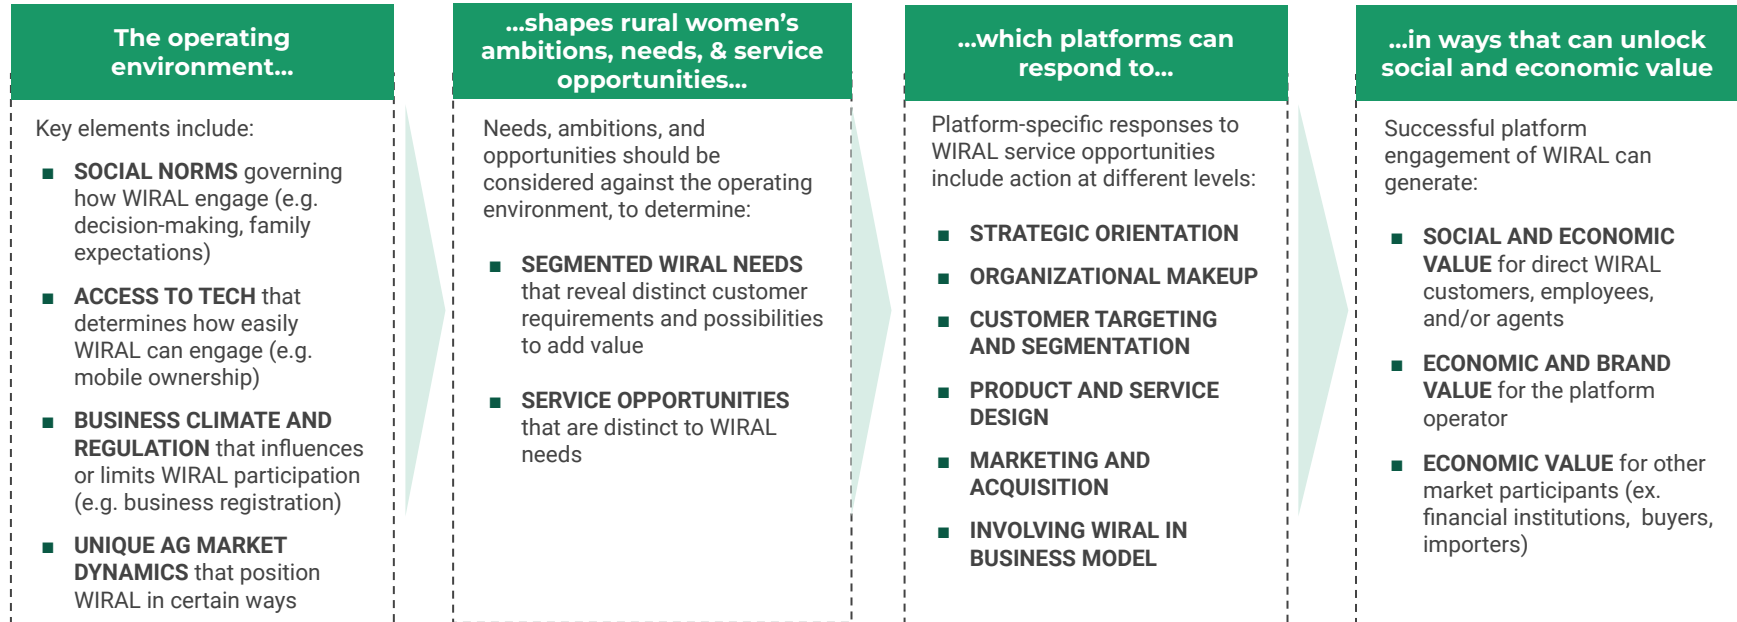 The operating
environment...
Key elements include:
■ SOCIAL NORMS governing
how WIRAL engage (e.g.
decision-making, family
expectations)
■ ACCESS TO TECH that
determines how easily
WIRAL can engage (e.g.
mobile ownership)
■ BUSINESS CLIMATE AND
REGULATION that influences
or limits WIRAL participation
(e.g. business registration)
■ UNIQUE AG MARKET
DYNAMICS that position
WIRAL in certain ways
...shapes rural women's
ambitions, needs, & service
opportunities...
Needs, ambitions, and
opportunities should be
considered against the operating
environment, to determine:
■ SEGMENTED WIRAL NEEDS
that reveal distinct customer
requirements and possibilities
to add value
■ SERVICE OPPORTUNITIES
that are distinct to WIRAL
needs
...which platforms can
respond to...
Platform-specific responses to
WIRAL service opportunities
include action at different levels:
■ STRATEGIC ORIENTATION
■ ORGANIZATIONAL MAKEUP
■ CUSTOMER TARGETING
AND SEGMENTATION
■ PRODUCT AND SERVICE
DESIGN
■ MARKETING AND
ACQUISITION
■ INVOLVING WIRAL IN
BUSINESS MODEL
...in ways that can unlock
social and economic value
Successful platform
engagement of WIRAL can
generate:
■ SOCIAL AND ECONOMIC
VALUE for direct WIRAL
customers, employees,
and/or agents
■ ECONOMIC AND BRAND
VALUE for the platform
operator
■ ECONOMIC VALUE for other
market participants (ex.
financial institutions, buyers,
importers)